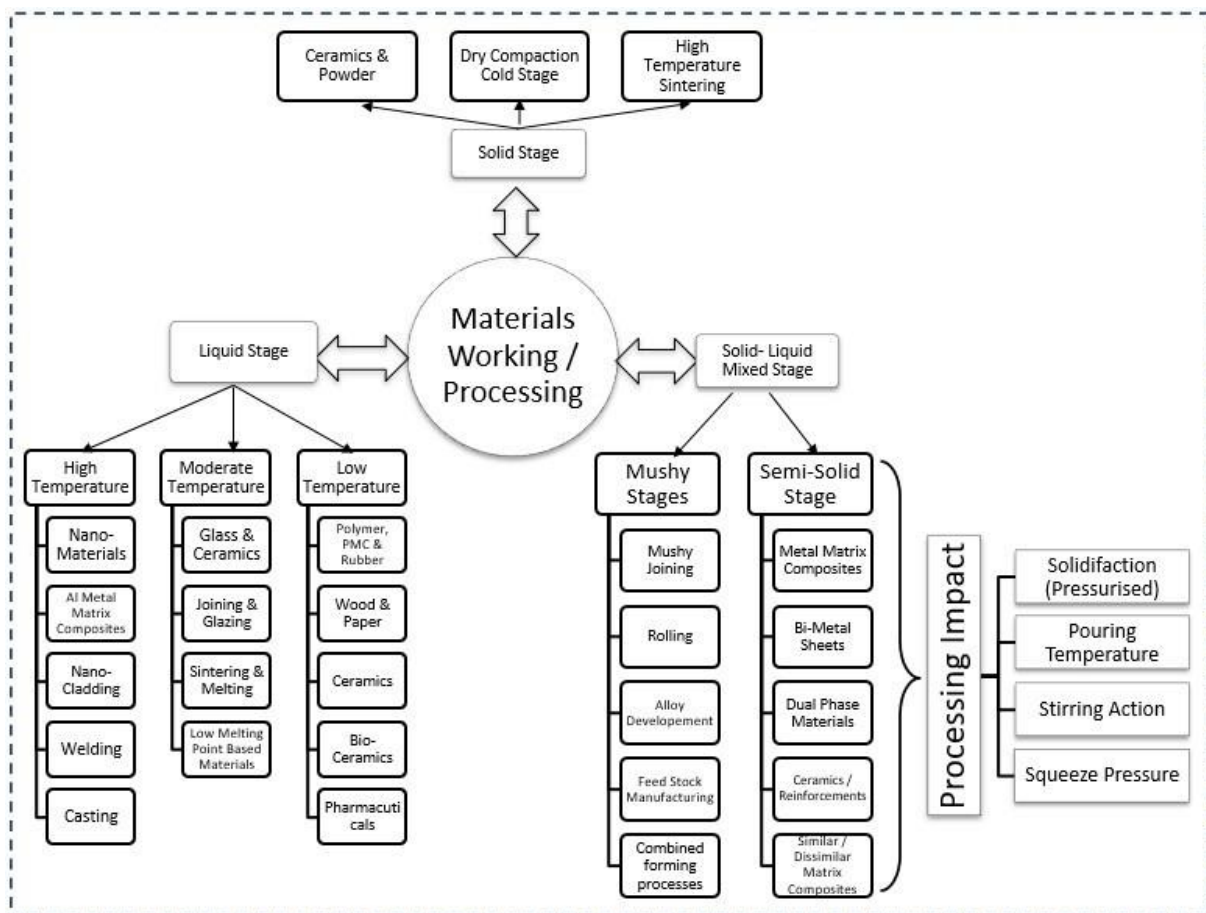 Ceramics &
Powder
Dry Compaction
Cold Stage
High
Temperature
Sintering
Solid Stage
Materials
Working /
Processing
Liquid Stage
Solid- Liquid
Mixed Stage
High
Temperature
Nano-
Materials
Al Metal
Matrix
Composites
Nano-
Cladding
Welding
Casting
Moderate
Temperature
Glass &
Ceramics
Joining &
Glazing
Sintering &
Melting
Low Melting
Point Based
Materials
Low
Temperature
Polymer,
PMC &
Rubber
Wood &
Paper
Ceramics
Bio-
Ceramics
Pharmacuti
cals
Mushy
Stages
Mushy
Joining
Rolling
Alloy
Developement
Feed Stock
Manufacturing
Combined
forming
processes
Semi-Solid
Stage
Metal Matrix
Composites
Bi-Metal
Sheets
Dual Phase
Materials
Ceramics /
Reinforcements
Similar /
Dissimilar
Matrix
Composites
Processing Impact
Solidifaction
(Pressurised)
Pouring
Temperature
Stirring Action
Squeeze Pressure